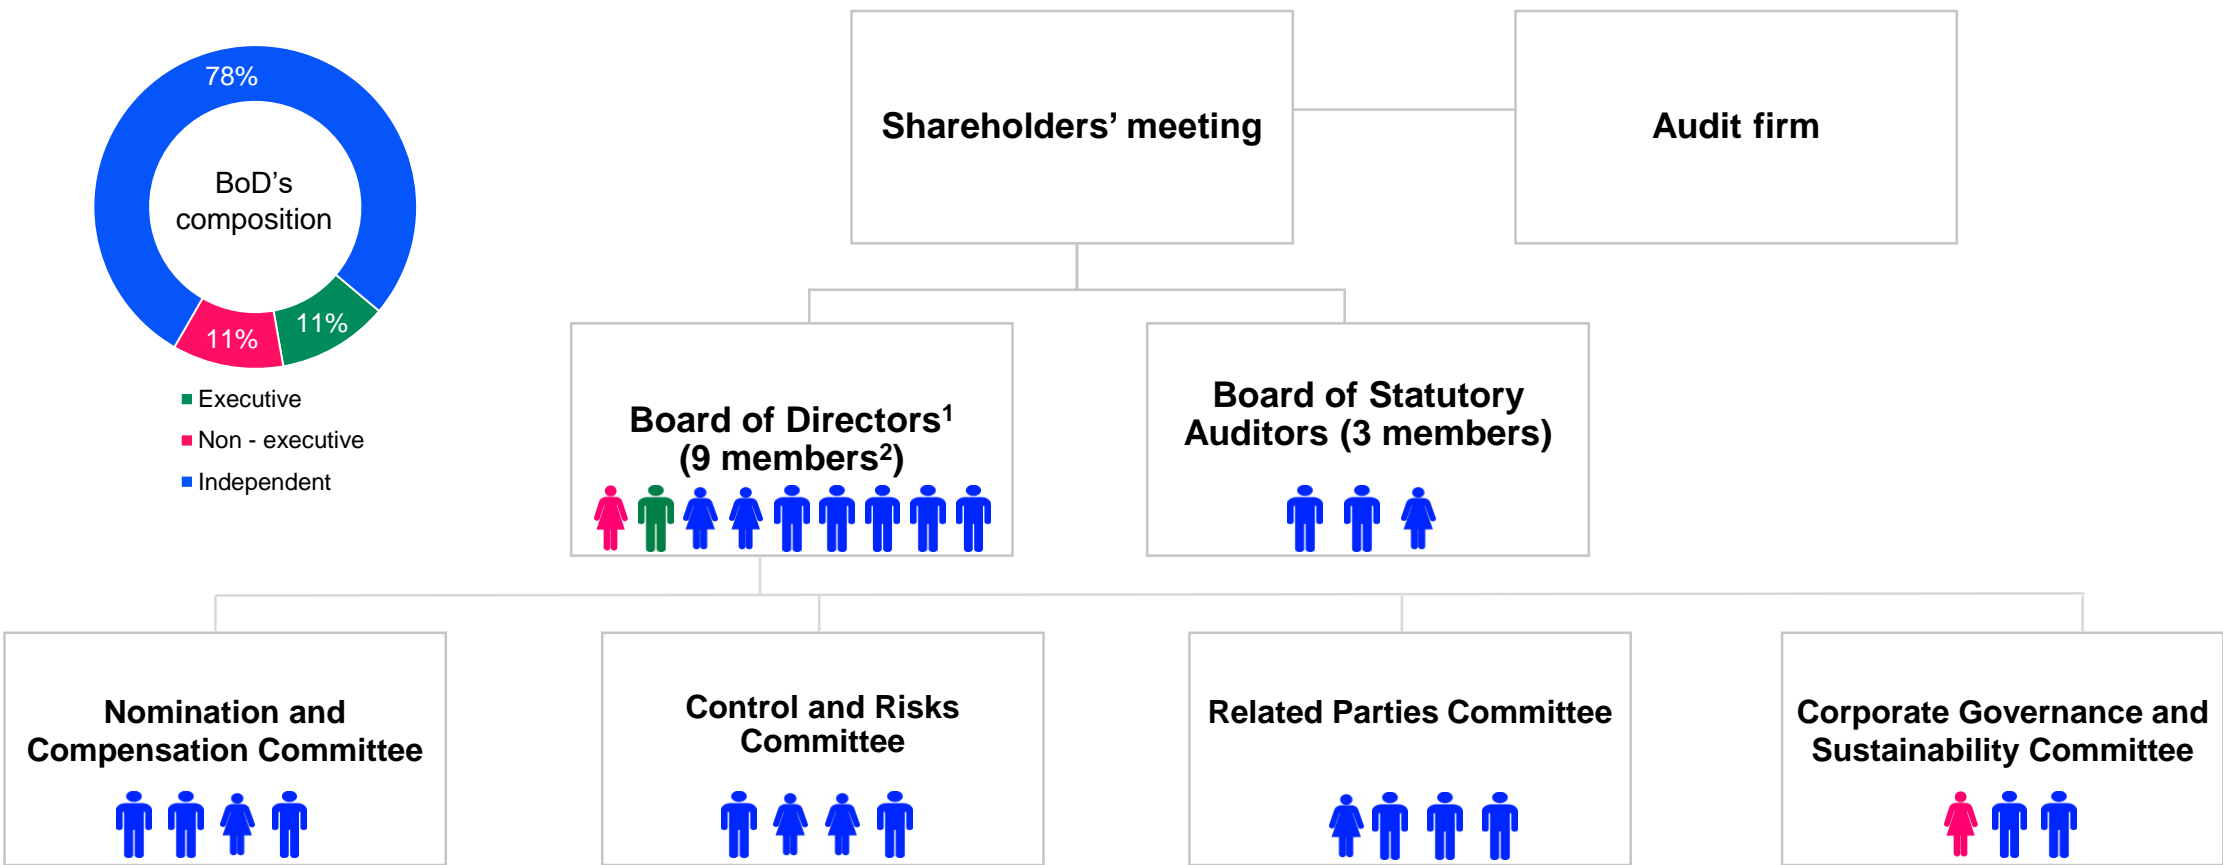 78%
BoD’s
composition
11%
11%
Executive
Non - executive
Independent
Shareholders’ meeting
Audit firm
Board of Directors¹
(9 members²)
Board of Statutory
Auditors (3 members)
Nomination and
Compensation Committee
Control and Risks
Committee
Related Parties Committee
Corporate Governance and
Sustainability Committee